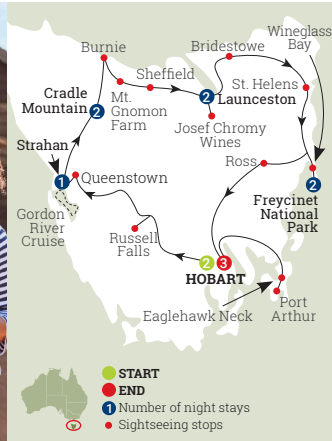 Wineglass
Bay
Burnie
Bridestowe
Sheffield
St. Helens
Cradle
Mountain
2
Mt.
Gnomon
Farm
2
Launceston
Josef Chromy
Wines
Strahan
Ross
1
Queenstown
2
Freycinet
National
Park
Gordon
River
Cruise
Russell
Falls
2
3
HOBART
Eaglehawk Neck
Port
Arthur
START
END
1 Number of night stays
Sightseeing stops